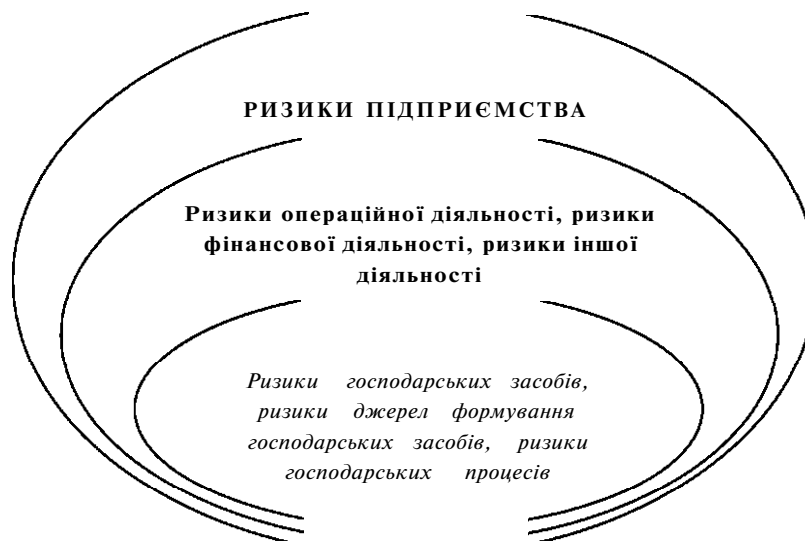 РИЗИКИ ПІДПРИЄМСТВА
Ризики операційної діяльності, ризики
фінансової діяльності, ризики іншої
діяльності
Ризики господарських засобів,
ризики джерел формування
господарських засобів, ризики
господарських процесів